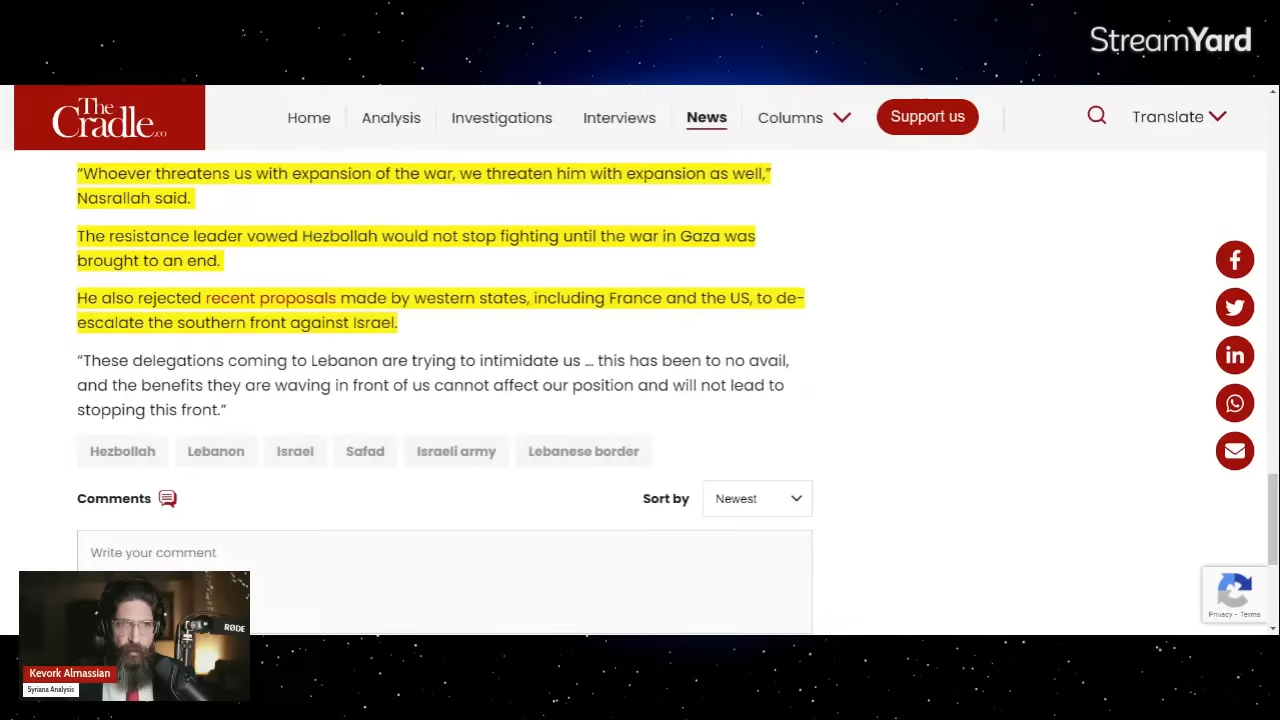 StreamYard
The
Cradle.co
Home
Analysis
Investigations
Interviews
News
Columns
Support us
Translate
“Whoever threatens us with expansion of the war, we threaten him with expansion as well,”
Nasrallah said.
The resistance leader vowed Hezbollah would not stop fighting until the war in Gaza was
brought to an end.
He also rejected recent proposals made by western states, including France and the US, to de-
escalate the southern front against Israel.
“These delegations coming to Lebanon are trying to intimidate us … this has been to no avail,
and the benefits they are waving in front of us cannot affect our position and will not lead to
stopping this front.”
Hezbollah
Lebanon
Israel
Safad
Israeli army
Lebanese border
Comments
Sort by
Newest
Write your comment
Privacy - Terms
RØDE
Kevork Almassian
Syriana Analysis